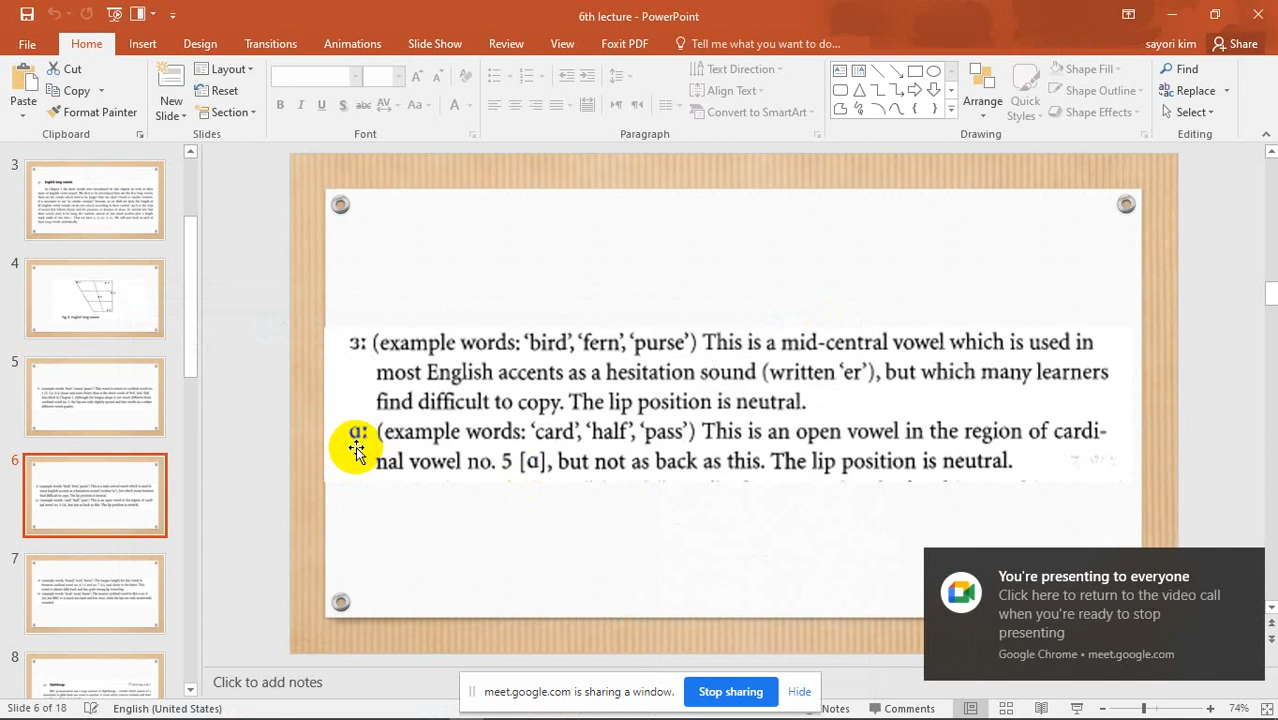 6th lecture - PowerPoint
File Home Insert Design Transitions Animations Slide Show Review View Foxit PDF Tell me what you want to do... sayori kim Share
Paste Cut Copy Format Painter
Clipboard
New Slide Layout Reset Section
Slides
B I U S abc AV Aa A
Font
Text Direction Align Text Convert to SmartArt
Paragraph
Arrange Quick Styles Shape Fill Shape Outline Shape Effects
Drawing
Find Replace Select
Editing
3
4
5
6
7
8
ɜː (example words: ‘bird’, ‘fern’, ‘purse’) This is a mid-central vowel which is used in
most English accents as a hesitation sound (written ‘er’), but which many learners
find difficult to copy. The lip position is neutral.
ɑː (example words: ‘card’, ‘half’, ‘pass’) This is an open vowel in the region of cardi-
nal vowel no. 5 [ɑ], but not as back as this. The lip position is neutral.
You're presenting to everyone
Click here to return to the video call
when you're ready to stop
presenting
Google Chrome • meet.google.com
Click to add notes
meet.google.com is sharing a window. Stop sharing Hide
Slide 6 of 18 English (United States) Notes Comments 74%